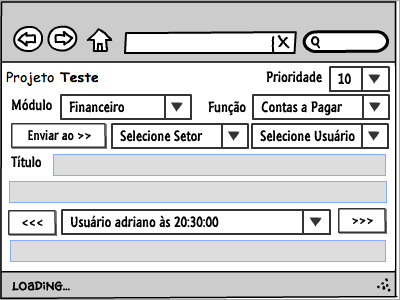 Projeto Teste Prioridade 10
Módulo Financeiro Função Contas a Pagar
Enviar ao >> Selecione Setor Selecione Usuário
Título
<<< Usuário adriano às 20:30:00 >>>
LOADING...